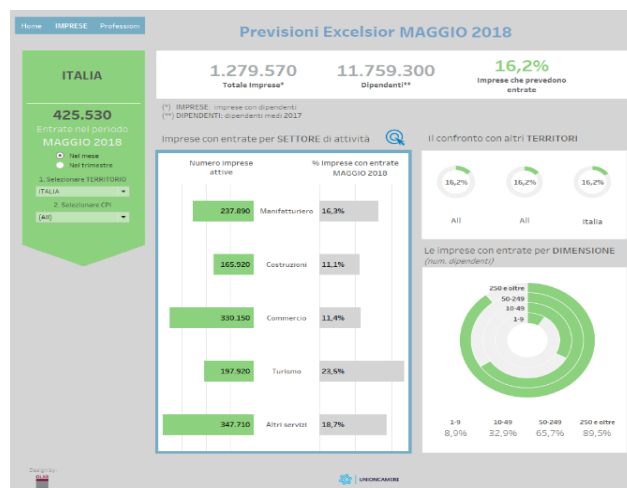 Home IMPRESE Professioni
Previsioni Excelsior MAGGIO 2018
ITALIA
425.530
Entrate nel periodo
MAGGIO 2018
Nel mese
Nel trimestre
1. Selezionare TERRITORIO
ITALIA
2. Selezionare CPI
(All)
1.279.570
Totale Imprese*
11.759.300
Dipendenti**
16,2%
Imprese che prevedono
entrate
(*) IMPRESE: imprese con dipendenti
(**) DIPENDENTI: dipendenti medi 2017
Imprese con entrate per SETTORE di attività
Numero imprese
attive
% Imprese con entrate
MAGGIO 2018
237.890 Manifatturiero 16,3%
165.920 Costruzioni 11,1%
330.150 Commercio 11,4%
197.920 Turismo 23,6%
347.710 Altri servizi 18,7%
Il confronto con altri TERRITORI
16,2% 16,2% 16,2%
All All Italia
Le imprese con entrate per DIMENSIONE
(num. dipendenti)
250 e oltre
50-249
10-49
1-9
1-9 10-49 50-249 250 e oltre
8,9% 32,9% 65,7% 89,5%
Design by:
UNIONCAMERE